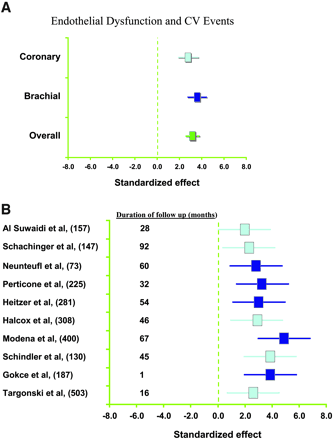 A
Endothelial Dysfunction and CV Events
Coronary
Brachial
Overall
-8.0 -6.0 -4.0 -2.0 0.0 2.0 4.0 6.0 8.0
Standardized effect
B
Duration of follow up (months)
Al Suwaidi et al, (157) 28
Schachinger et al, (147) 92
Neunteufl et al, (73) 60
Perticone et al, (225) 32
Heitzer et al, (281) 54
Halcox et al, (308) 46
Modena et al, (400) 67
Schindler et al, (130) 45
Gokce et al, (187) 1
Targonski et al, (503) 16
-8.0 -6.0 -4.0 -2.0 0.0 2.0 4.0 6.0 8.0
Standardized effect